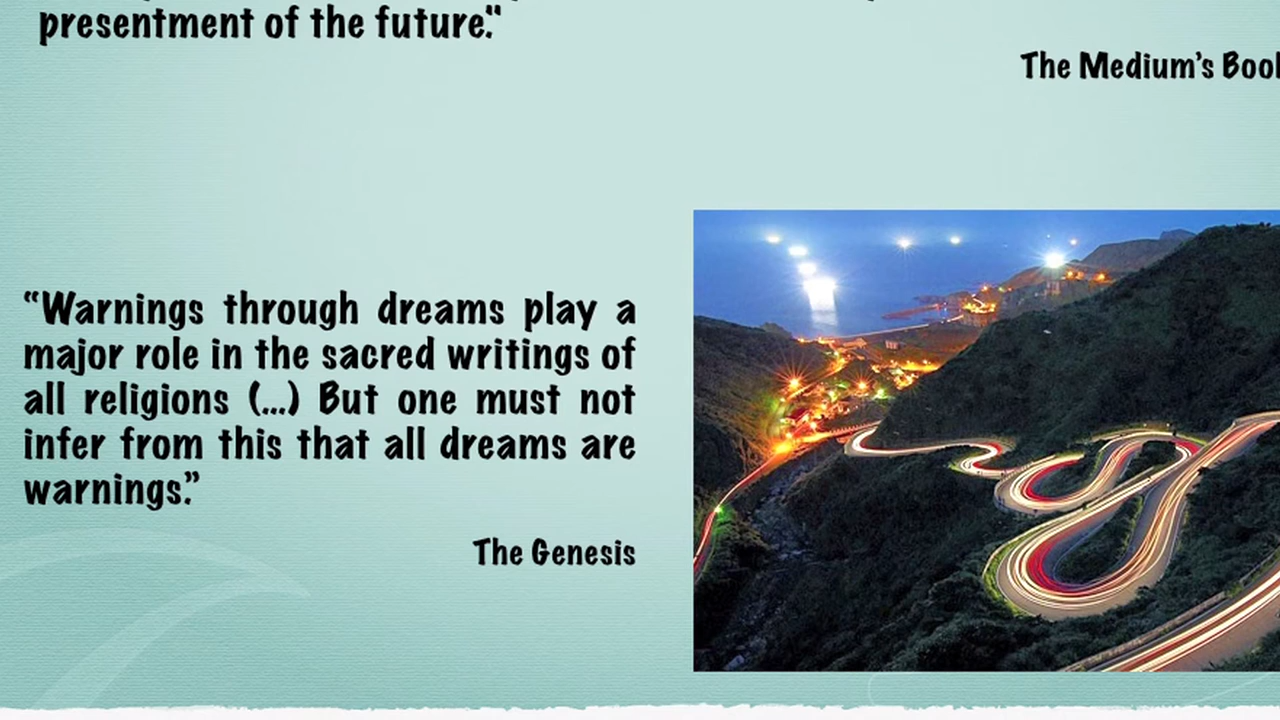 presentment of the future."
The Medium's Book
“Warnings through dreams play a
major role in the sacred writings of
all religions (...) But one must not
infer from this that all dreams are
warnings.”
The Genesis